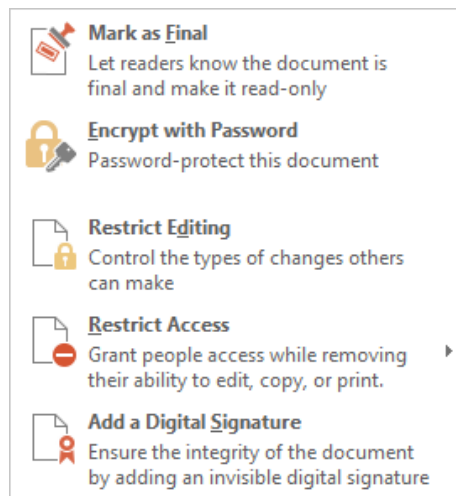 Mark as Final
Let readers know the document is
final and make it read-only
Encrypt with Password
Password-protect this document
Restrict Editing
Control the types of changes others
can make
Restrict Access
Grant people access while removing
their ability to edit, copy, or print.
Add a Digital Signature
Ensure the integrity of the document
by adding an invisible digital signature